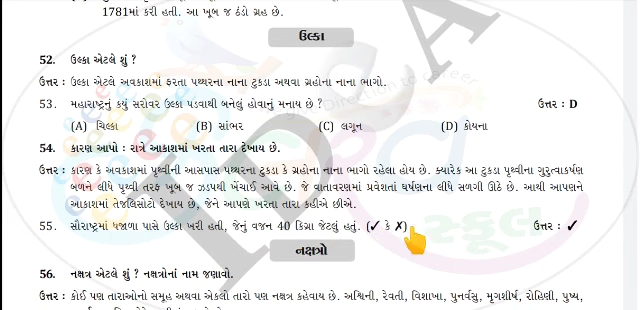 1781માં કરી હતી. આ ખૂબ જ ઠંડો ગ્રહ છે.
ઉલ્કા
52. ઉલ્કા એટલે શું ?
ઉત્તર : ઉલ્કા એટલે અવકાશમાં ફરતા પથ્થરના નાના ટુકડા અથવા ગ્રહોના નાના ભાગો.
53. મહારાષ્ટ્રનું કયું સરોવર ઉલ્કા પડવાથી બનેલું હોવાનું મનાય છે ? ઉત્તર : D
(A) ચિલ્કા (B) સાંભર (C) લગૂન (D) કોયના
54. કારણ આપો : રાત્રે આકાશમાં ખરતા તારા દેખાય છે.
ઉત્તર : કારણ કે અવકાશમાં પૃથ્વીની આસપાસ પથ્થરના ટુકડા કે ગ્રહોના નાના ભાગો રહેલા હોય છે. ક્યારેક આ ટુકડા પૃથ્વીના ગુરુત્વાકર્ષણ
બળને લીધે પૃથ્વી તરફ ખૂબ જ ઝડપથી ખેંચાઈ આવે છે. જે વાતાવરણમાં પ્રવેશતાં ઘર્ષણના લીધે સળગી ઊઠે છે. આથી આપણને
આકાશમાં તેજલિસોટો દેખાય છે, જેને આપણે ખરતા તારા કહીએ છીએ.
55. સૌરાષ્ટ્રમાં ધજાળા પાસે ઉલ્કા ખરી હતી, જેનું વજન 40 કિગ્રા જેટલું હતું. (✓ કે ✗) ઉત્તર : ✓
નક્ષત્રો
56. નક્ષત્ર એટલે શું ? નક્ષત્રોનાં નામ જણાવો.
ઉત્તર : કોઈ પણ તારાઓનો સમૂહ અથવા એકલો તારો પણ નક્ષત્ર કહેવાય છે. અશ્વિની, રેવતી, વિશાખા, પુનર્વસુ, મૃગશીર્ષ, રોહિણી, પુષ્ય,